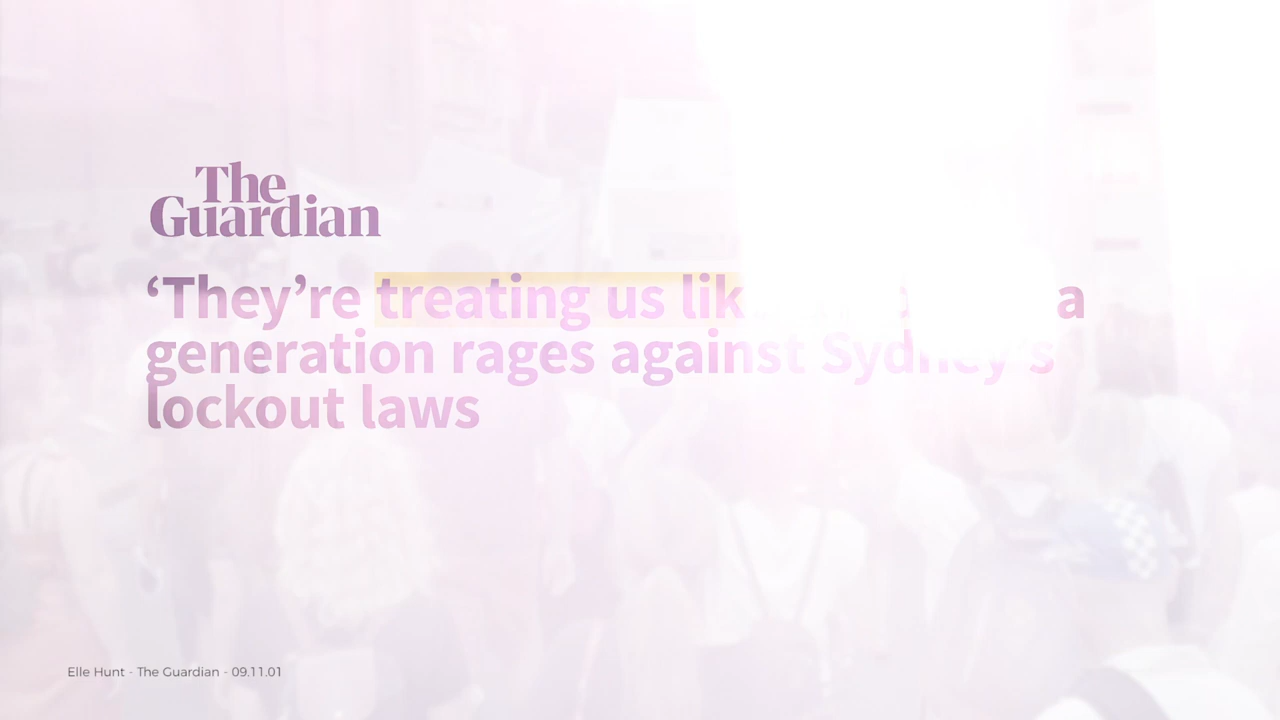 The
Guardian
‘They’re treating us a
generation rages against Sydney’s
lockout laws
Elle Hunt - The Guardian - 09.11.01